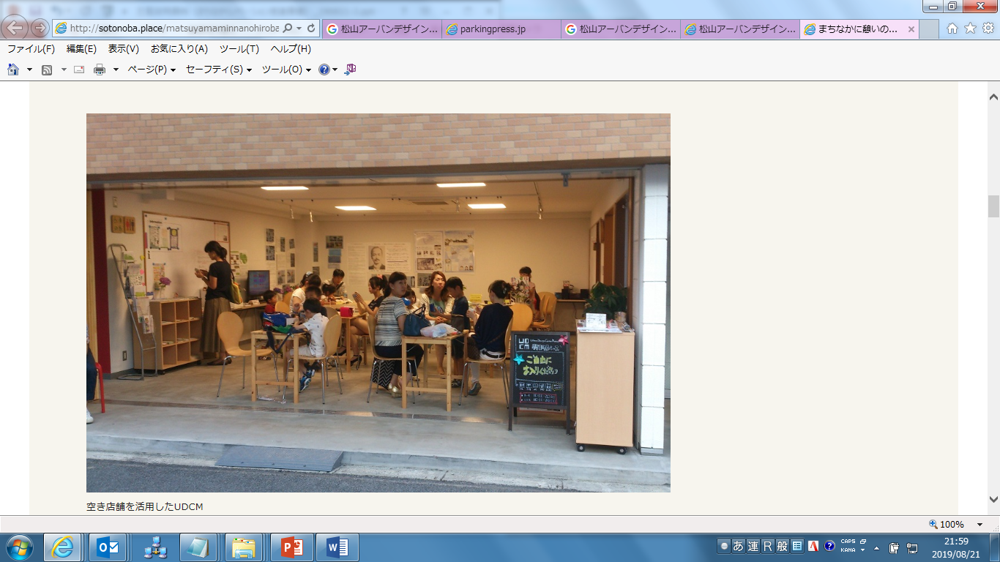 http://sotonoba.place/matsuyamaminnanohiroba
松山アーバンデザイン...
parkingpress.jp
松山アーバンデザイン...
松山アーバンデザイン...
まちなかに憩いの...
ファイル(F) 編集(E) 表示(V) お気に入り(A) ツール(T) ヘルプ(H)
ページ(P) セーフティ(S) ツール(O)
UD
CM
ご自由に
お入りください
空き店舗を活用したUDCM
100%
あ 連 R 般
CAPS
KANA
21:59
2019/08/21